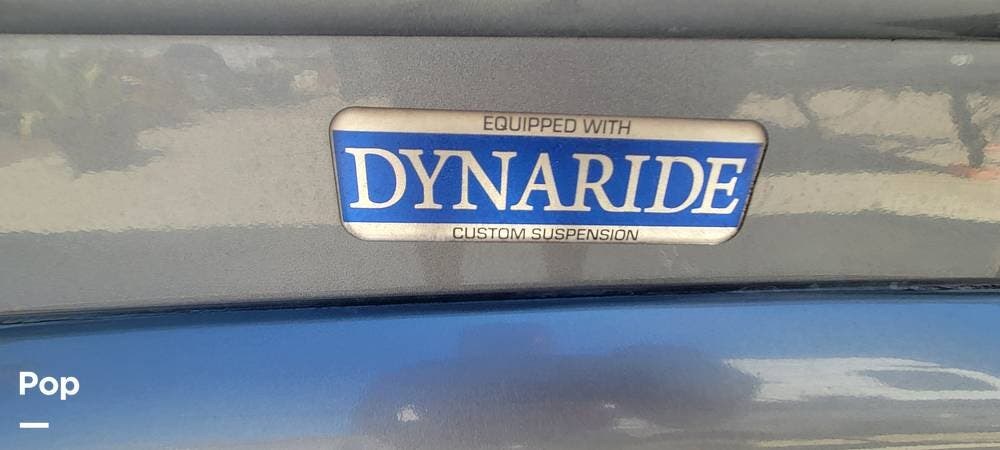 EQUIPPED WITH
DYNARIDE
CUSTOM SUSPENSION
Pop